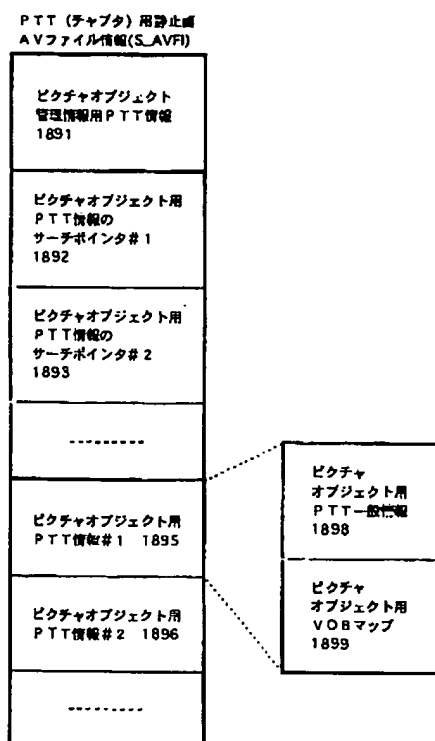 PTT（チャプタ）用静止画
AVファイル情報(S_AVFI)
ピクチャオブジェクト
管理情報用PTT情報
1891
ピクチャオブジェクト用
PTT情報の
サーチポインタ#1
1892
ピクチャオブジェクト用
PTT情報の
サーチポインタ#2
1893
ピクチャオブジェクト用
PTT情報#1 1895
ピクチャオブジェクト用
PTT情報#2 1896
ピクチャ
オブジェクト用
PTT一般情報
1898
ピクチャ
オブジェクト用
VOBマップ
1899